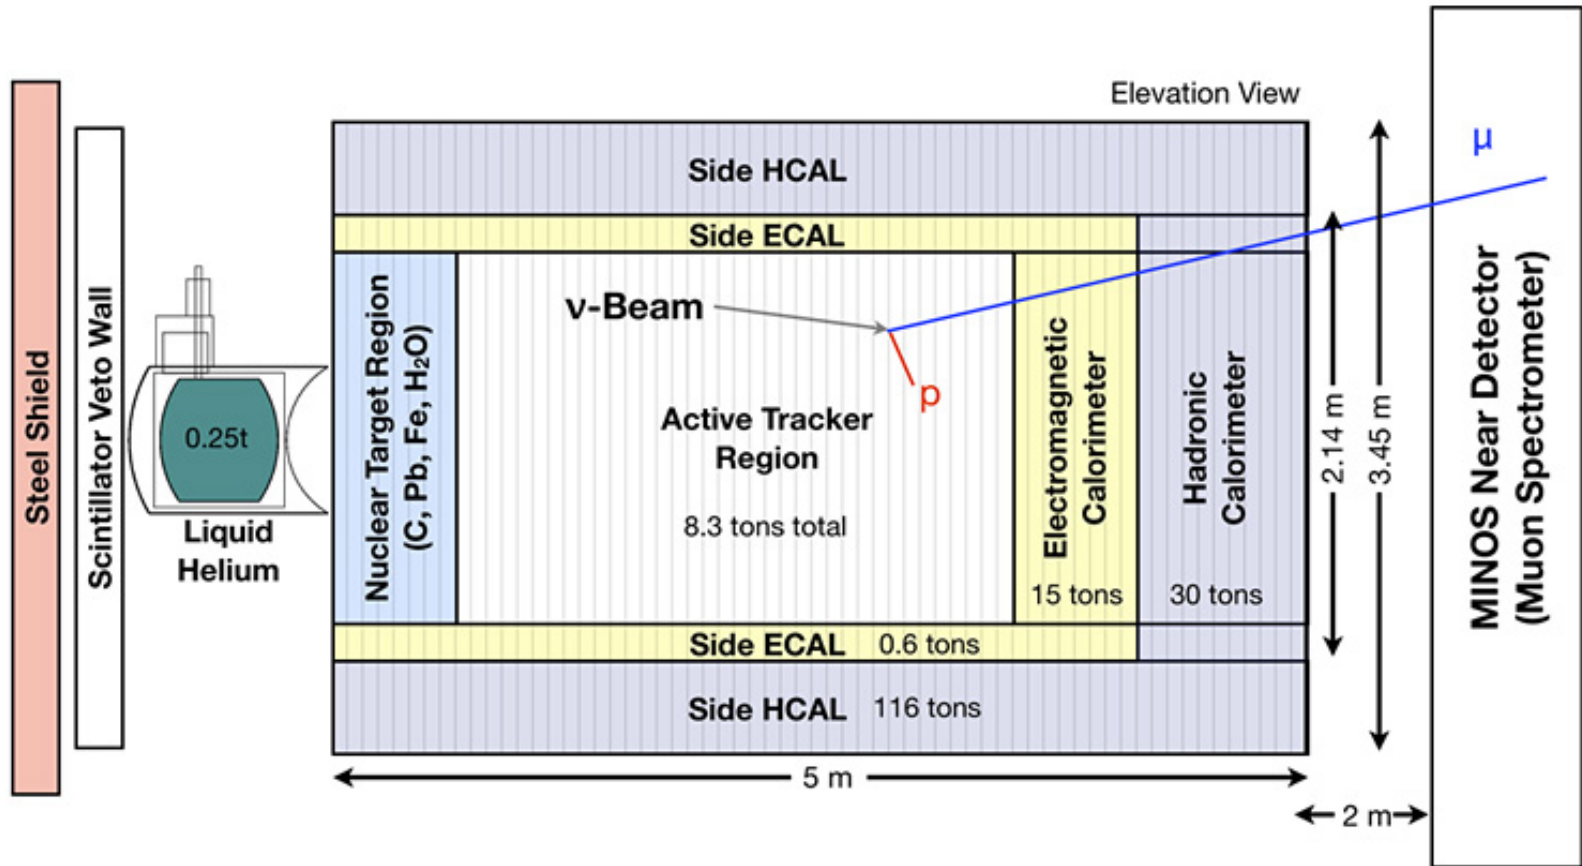 Elevation View
Steel Shield
Scintillator Veto Wall
0.25t
Liquid
Helium
Side HCAL
Side ECAL
Nuclear Target Region
(C, Pb, Fe, H₂O)
ν-Beam
p
Active Tracker
Region
8.3 tons total
Electromagnetic
Calorimeter
15 tons
Hadronic
Calorimeter
30 tons
Side ECAL 0.6 tons
Side HCAL 116 tons
5 m
2.14 m
3.45 m
2 m
μ
MINOS Near Detector
(Muon Spectrometer)